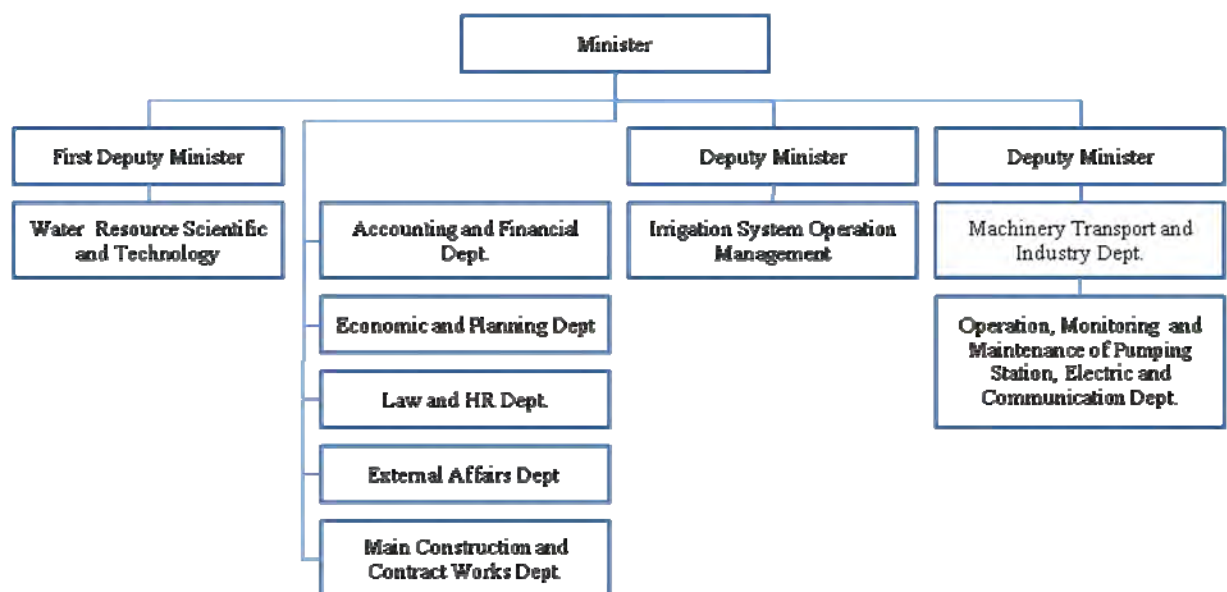 Minister
First Deputy Minister
Deputy Minister
Deputy Minister
Water Resource Scientific
and Technology
Accounting and Financial
Dept.
Irrigation System Operation
Management
Machinery Transport and
Industry Dept.
Economic and Planning Dept
Operation, Monitoring and
Maintenance of Pumping
Station, Electric and
Communication Dept.
Law and HR Dept.
External Affairs Dept
Main Construction and
Contract Works Dept.